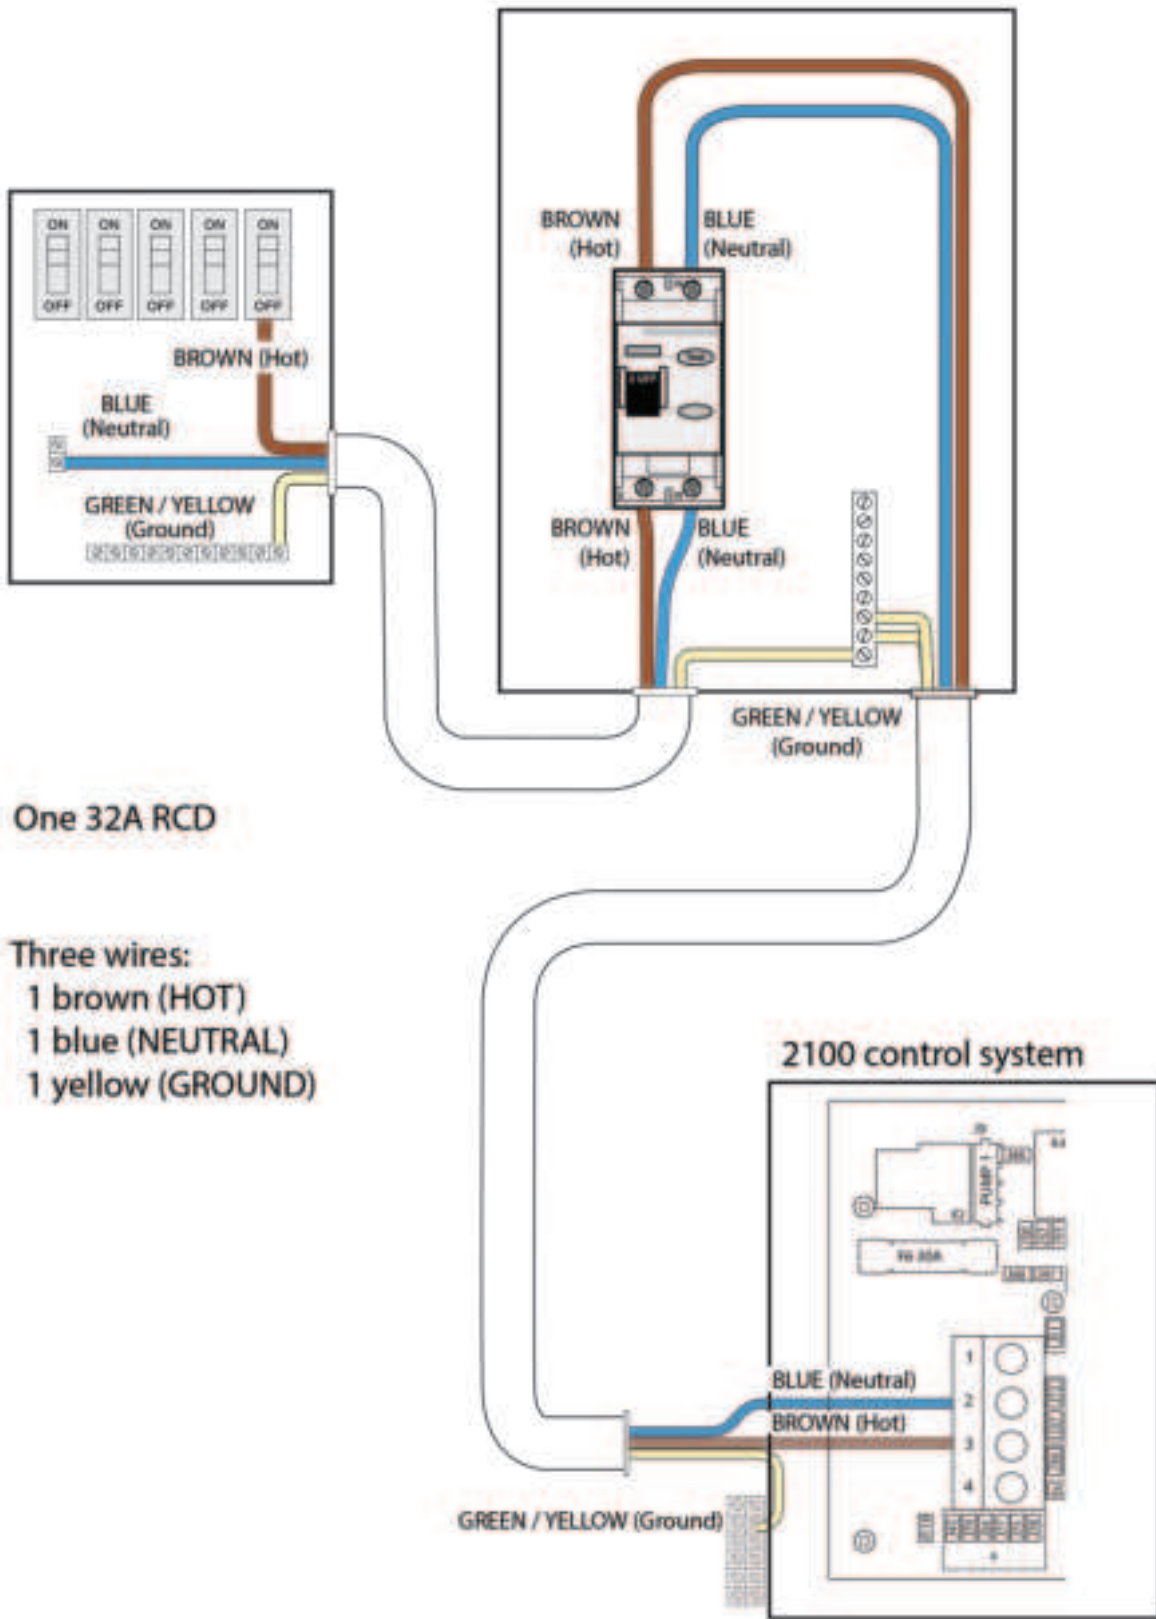 ON ON ON ON ON
OFF OFF OFF OFF OFF
BROWN (Hot)
BLUE
(Neutral)
GREEN / YELLOW
(Ground)
BROWN
(Hot)
BLUE
(Neutral)
BROWN
(Hot)
BLUE
(Neutral)
GREEN / YELLOW
(Ground)
One 32A RCD
Three wires:
1 brown (HOT)
1 blue (NEUTRAL)
1 yellow (GROUND)
2100 control system
PUMP 1
BLUE (Neutral)
BROWN (Hot)
1
2
3
4
GREEN / YELLOW (Ground)